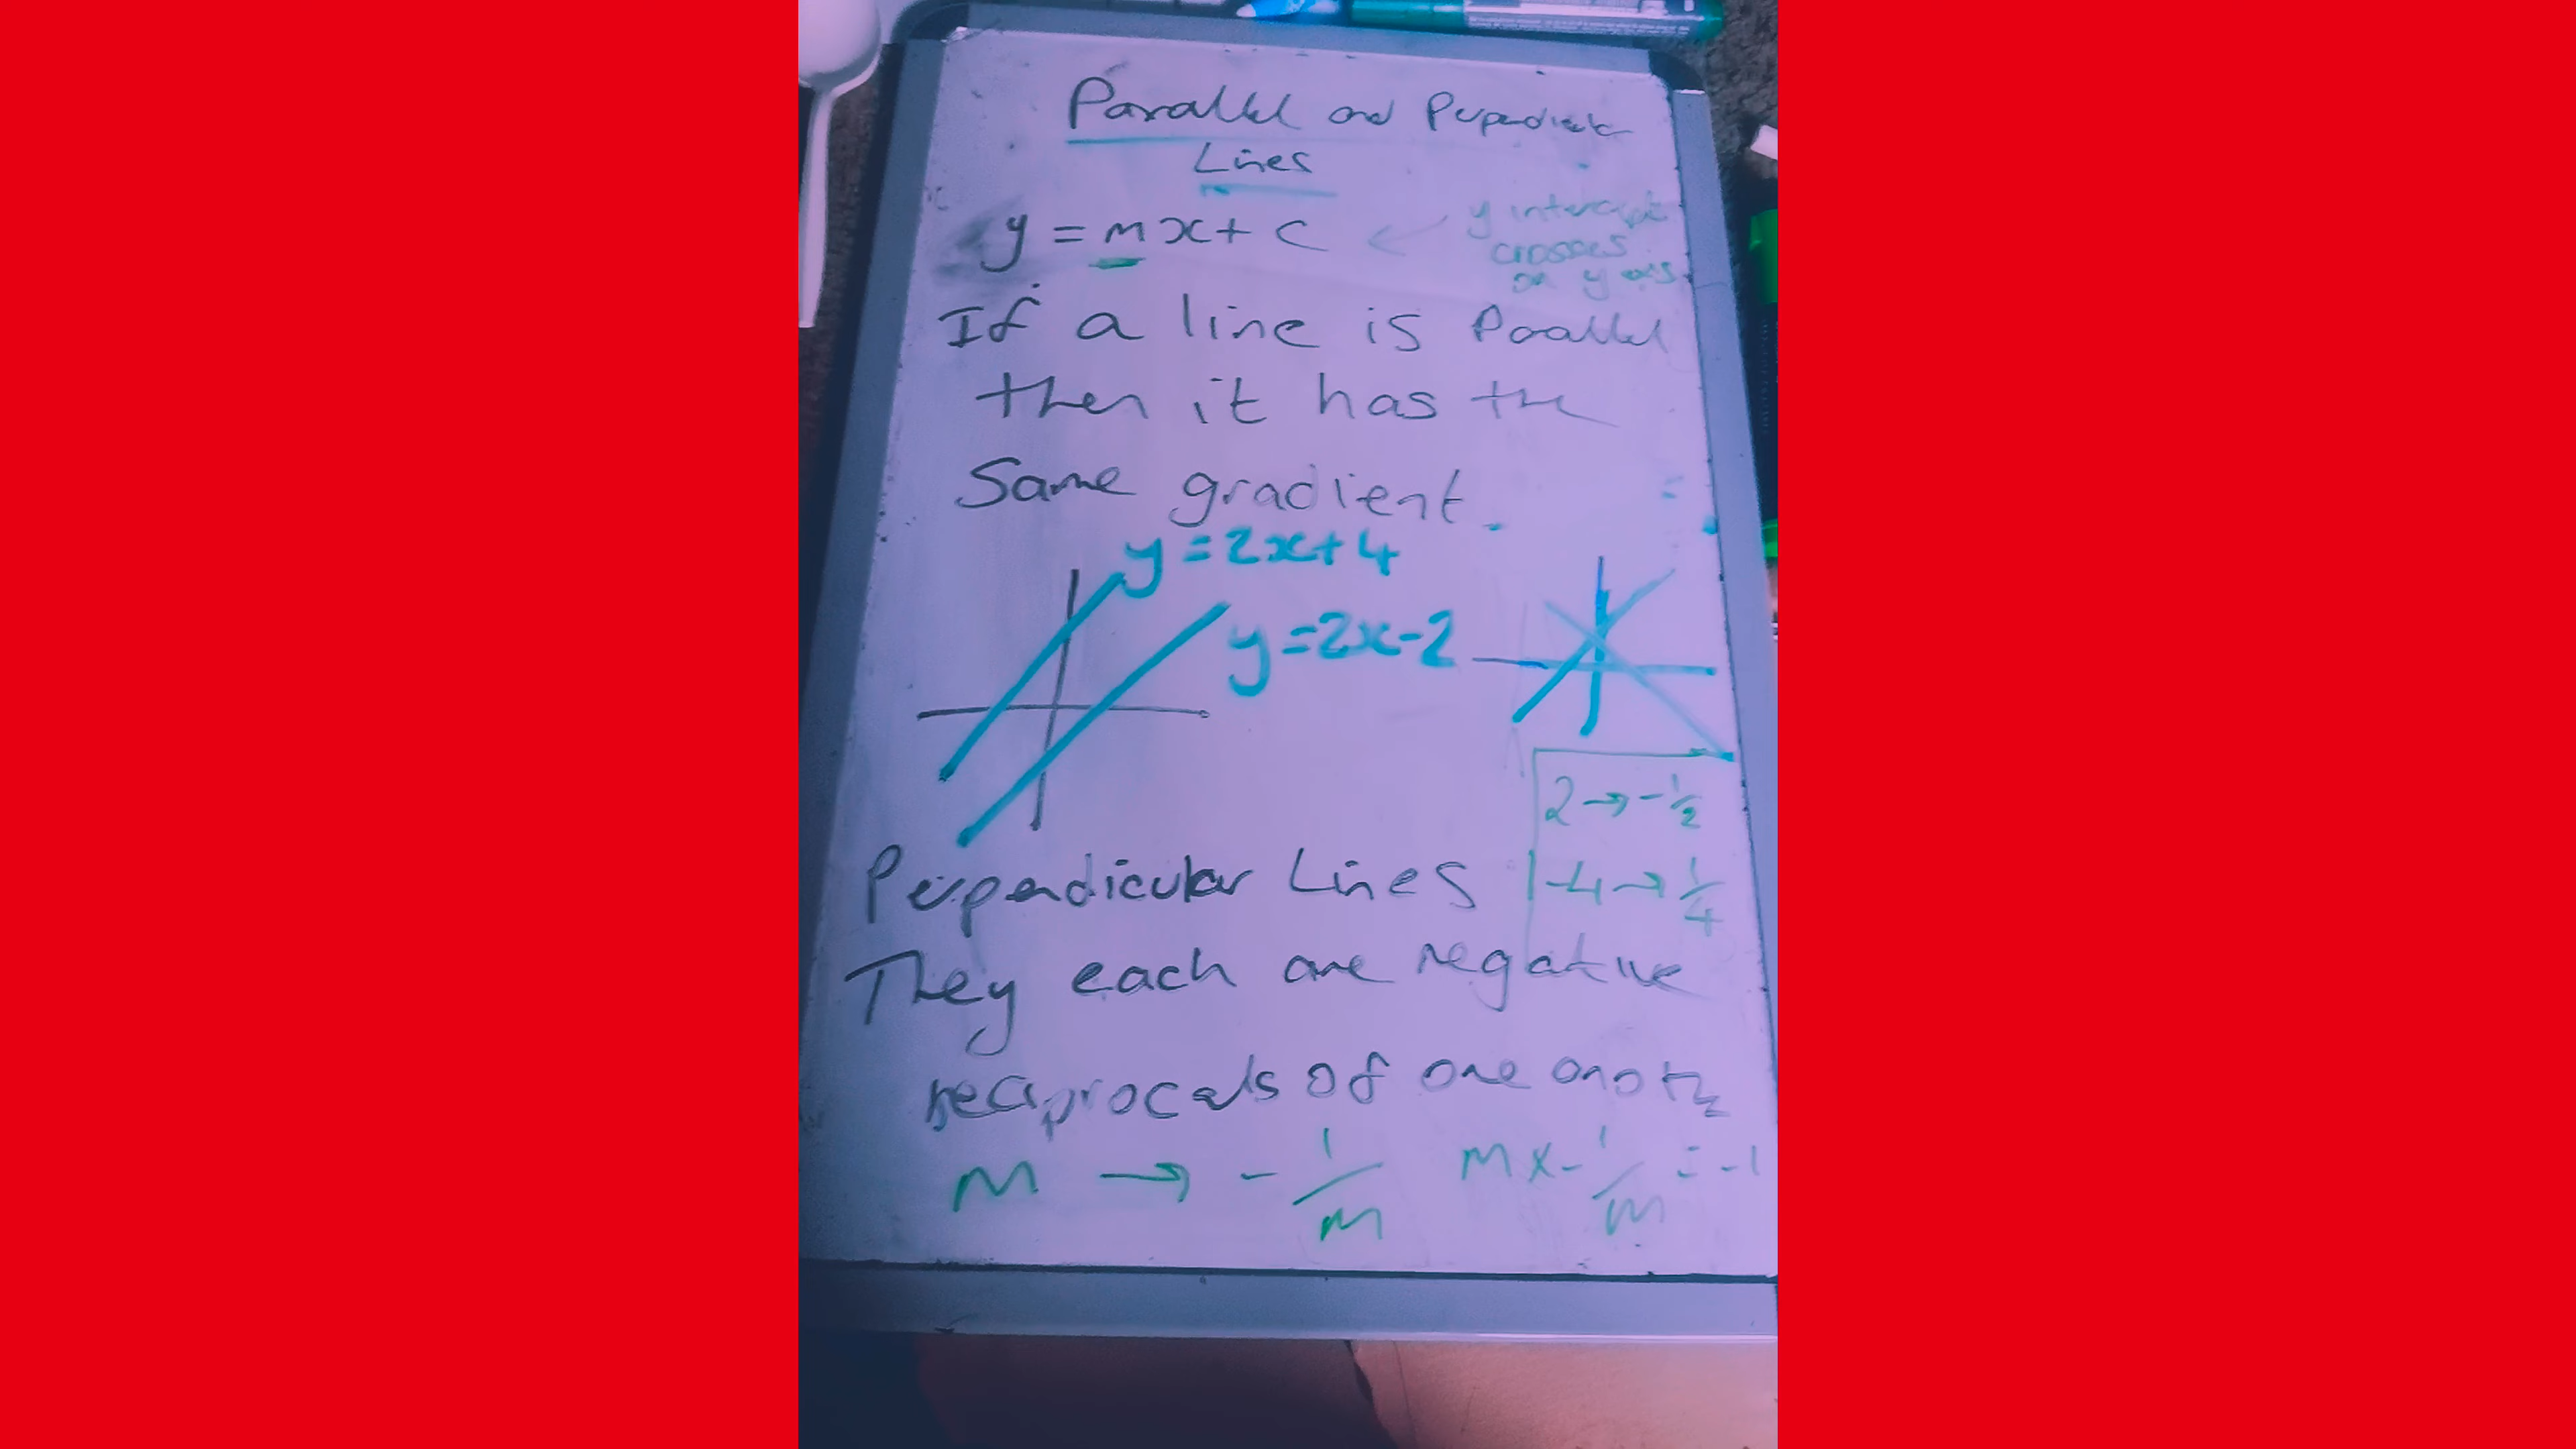 Parallel and Perpendicular
Lines
y = mx + c ← y intercept
crosses
on y axis
If a line is Parallel
then it has the
Same gradient.
y = 2x + 4
y = 2x - 2
2 → -1/2
-4 → 1/4
Perpendicular Lines
They each are negative
reciprocals of one another
m → - 1/m    m x - 1/m = -1